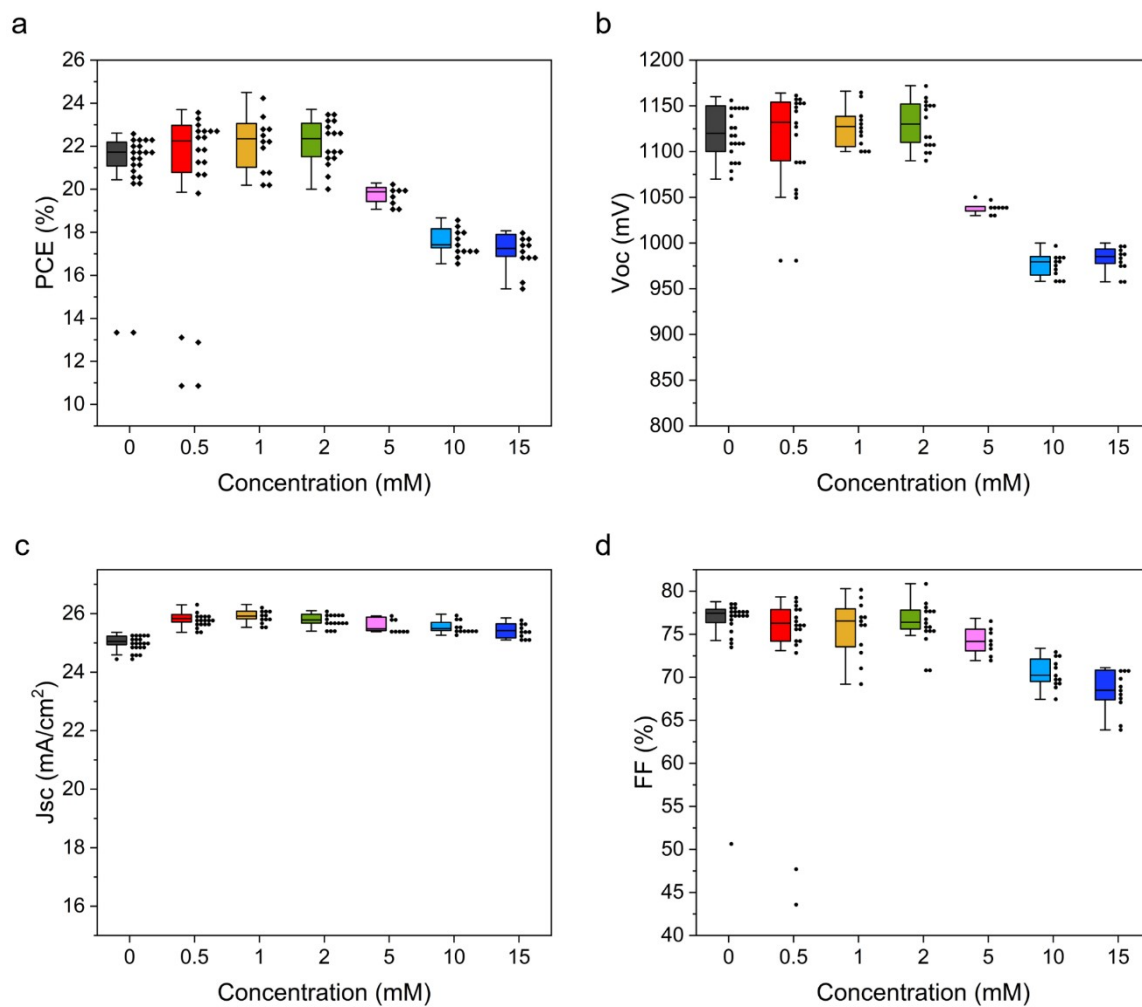 a
PCE (%)
26
24
22
20
18
16
14
12
10
0 0.5 1 2 5 10 15
Concentration (mM)
b
Voc (mV)
1200
1150
1100
1050
1000
950
900
850
800
0 0.5 1 2 5 10 15
Concentration (mM)
c
Jsc (mA/cm²)
26
24
22
20
18
16
0 0.5 1 2 5 10 15
Concentration (mM)
d
FF (%)
80
75
70
65
60
55
50
45
40
0 0.5 1 2 5 10 15
Concentration (mM)